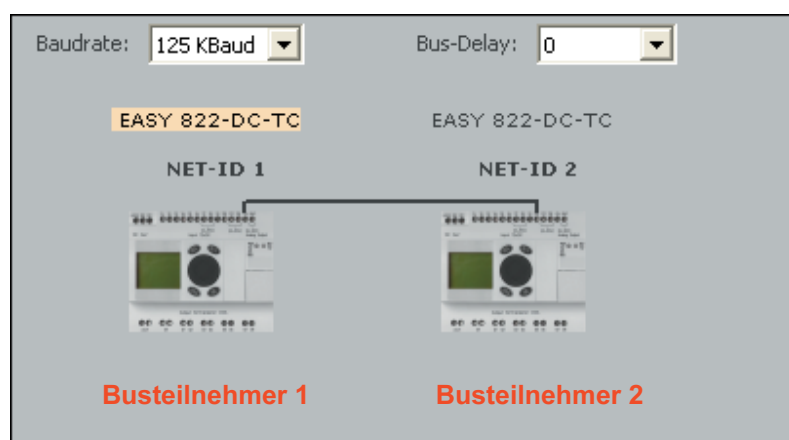 Baudrate: 125 KBaud Bus-Delay: 0
EASY 822-DC-TC EASY 822-DC-TC
NET-ID 1 NET-ID 2
Busteilnehmer 1 Busteilnehmer 2